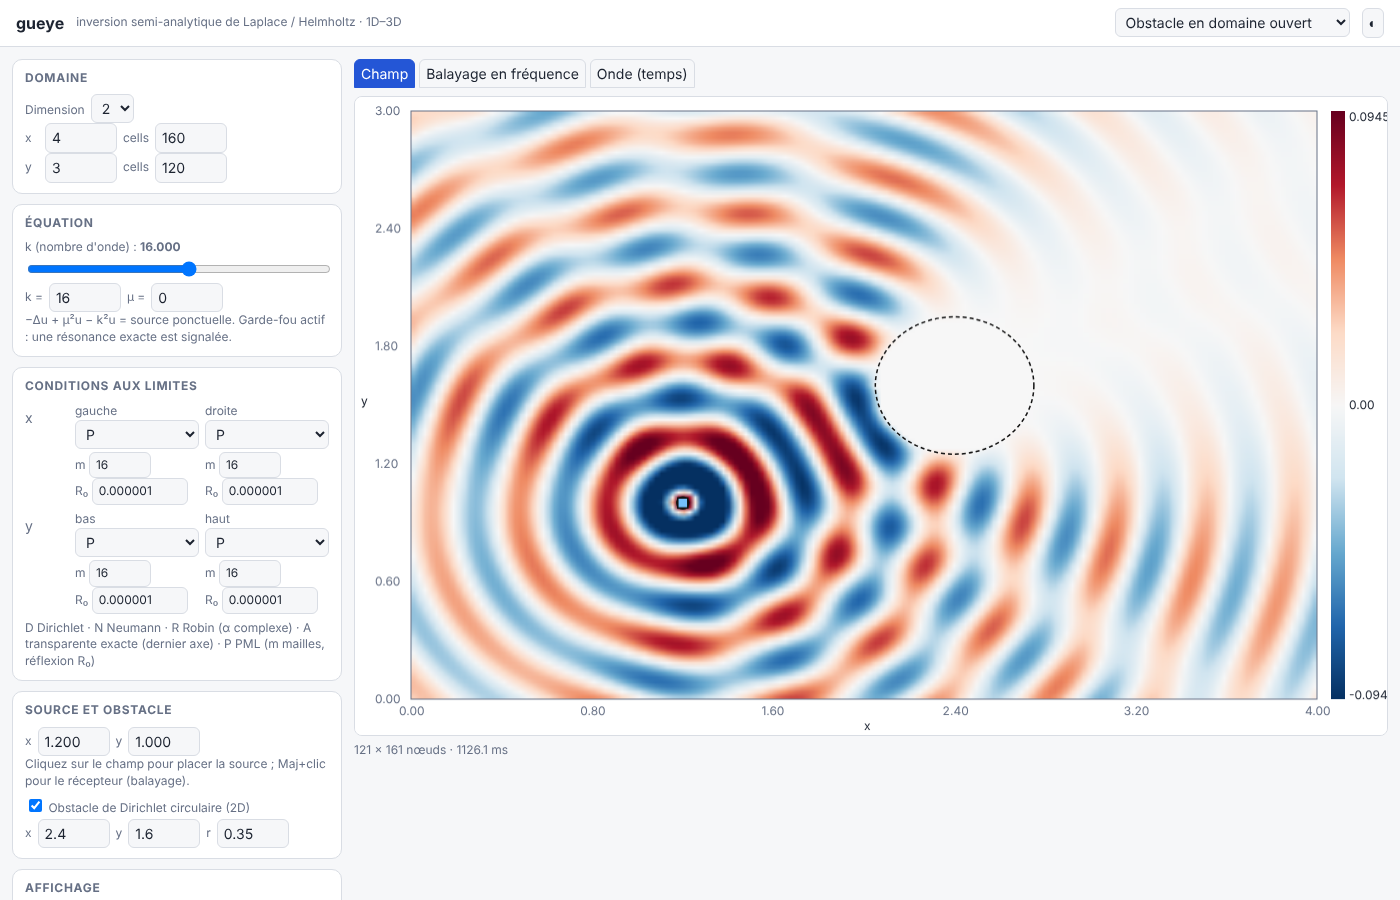 gueye inversion semi-analytique de Laplace / Helmholtz · 1D–3D Obstacle en domaine ouvert
DOMAINE
Dimension 2
x 4 cells 160
y 3 cells 120
ÉQUATION
k (nombre d'onde) : 16.000
k = 16 μ = 0
−Δu + μ²u − k²u = source ponctuelle. Garde-fou actif
: une résonance exacte est signalée.
CONDITIONS AUX LIMITES
x gauche droite
P P
m 16 m 16
R₀ 0.000001 R₀ 0.000001
y bas haut
P P
m 16 m 16
R₀ 0.000001 R₀ 0.000001
D Dirichlet · N Neumann · R Robin (α complexe) · A
transparente exacte (dernier axe) · P PML (m mailles,
réflexion R₀)
SOURCE ET OBSTACLE
x 1.200 y 1.000
Cliquez sur le champ pour placer la source ; Maj+clic
pour le récepteur (balayage).
Obstacle de Dirichlet circulaire (2D)
x 2.4 y 1.6 r 0.35
AFFICHAGE
Champ Balayage en fréquence Onde (temps)
3.00
2.40
1.80
y
1.20
0.60
0.00
0.00 0.80 1.60 2.40 3.20 4.00
x
0.0945
0.00
-0.094
121 × 161 nœuds · 1126.1 ms